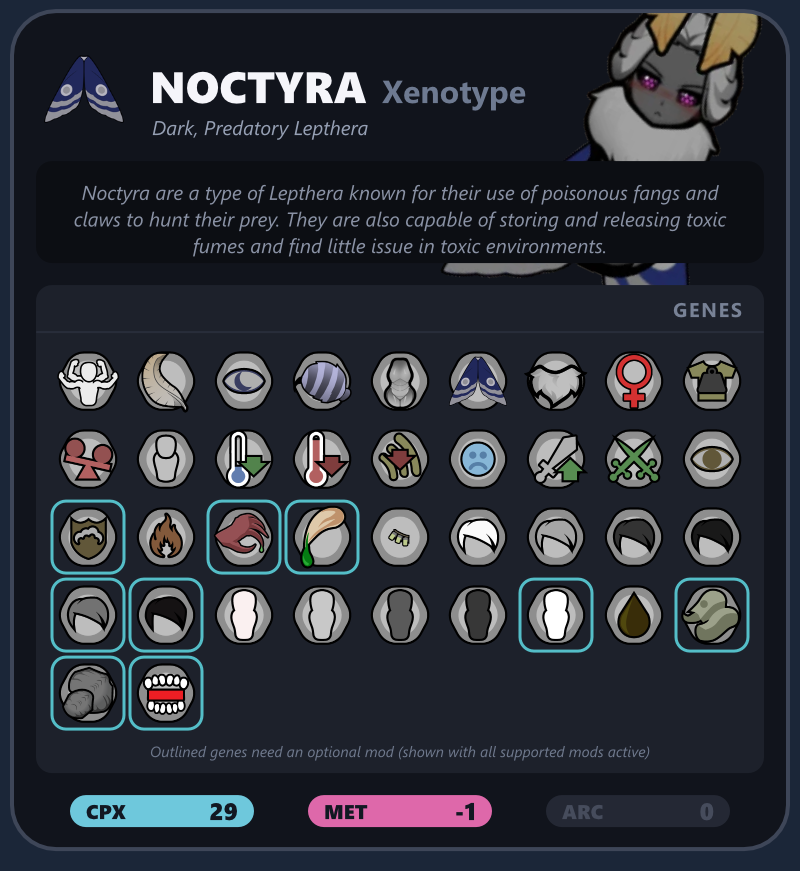 NOCTYRA Xenotype
Dark, Predatory Lepthera
Noctyra are a type of Lepthera known for their use of poisonous fangs and
claws to hunt their prey. They are also capable of storing and releasing toxic
fumes and find little issue in toxic environments.
GENES
Outlined genes need an optional mod (shown with all supported mods active)
CPX 29 MET -1 ARC 0